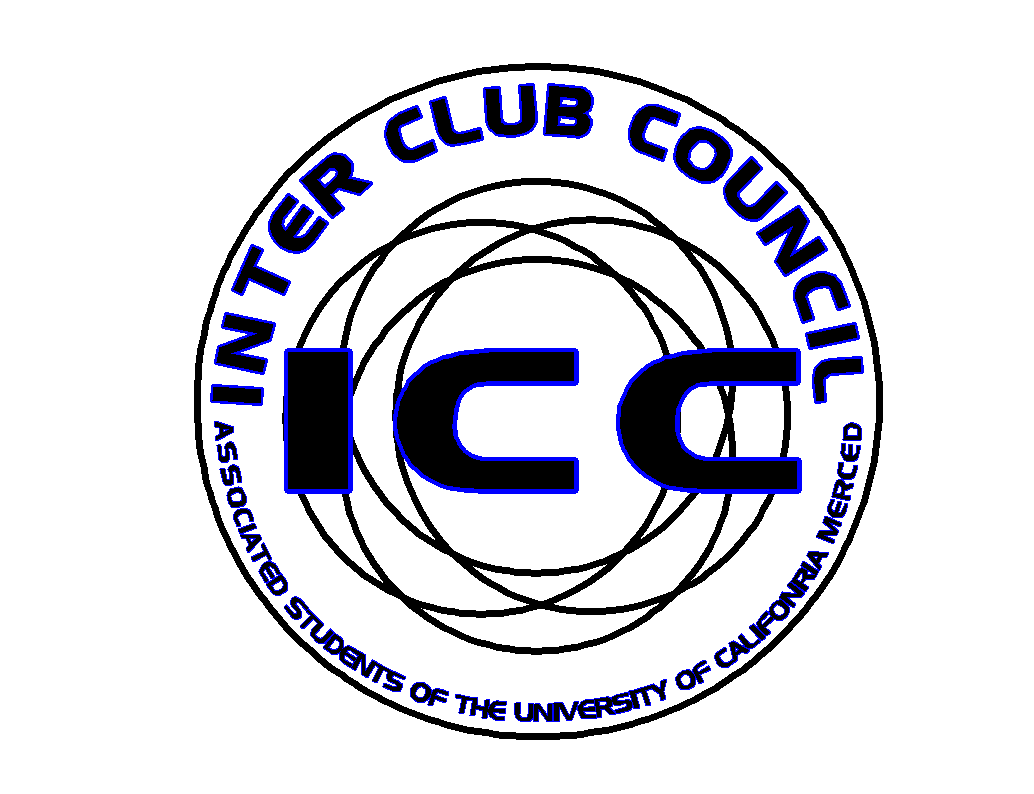 INTER CLUB COUNCIL
ICC
ASSOCIATED STUDENTS OF THE UNIVERSITY OF CALIFONRIA MERCED